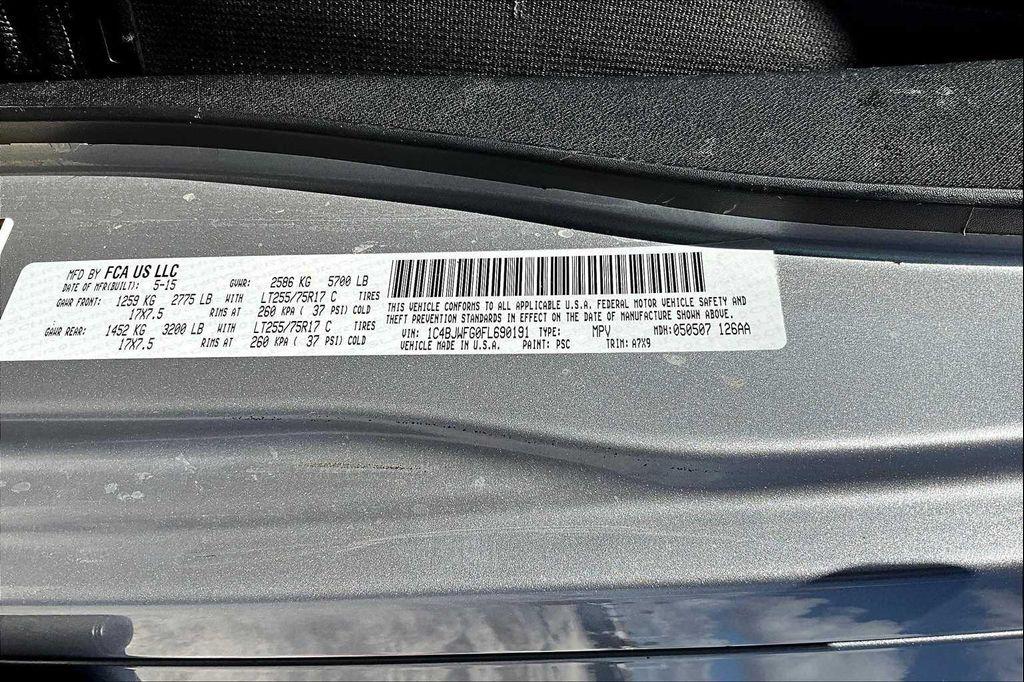 MFD BY FCA US LLC
DATE OF MFR(BUILT): 5-15 GVWR: 2586 KG 5700 LB
GAWR FRONT: 1259 KG 2775 LB WITH LT255/75R17 C TIRES
17X7.5 RIMS AT 260 KPA ( 37 PSI) COLD
GAWR REAR: 1452 KG 3200 LB WITH LT255/75R17 C TIRES
17X7.5 RIMS AT 260 KPA ( 37 PSI) COLD
THIS VEHICLE CONFORMS TO ALL APPLICABLE U.S.A. FEDERAL MOTOR VEHICLE SAFETY AND
THEFT PREVENTION STANDARDS IN EFFECT ON THE DATE OF MANUFACTURE SHOWN ABOVE.
VIN: 1C4BJWFG0FL690191 TYPE: MPV MDH: 050507 126AA
VEHICLE MADE IN U.S.A. PAINT: PSC TRIM: A7X9